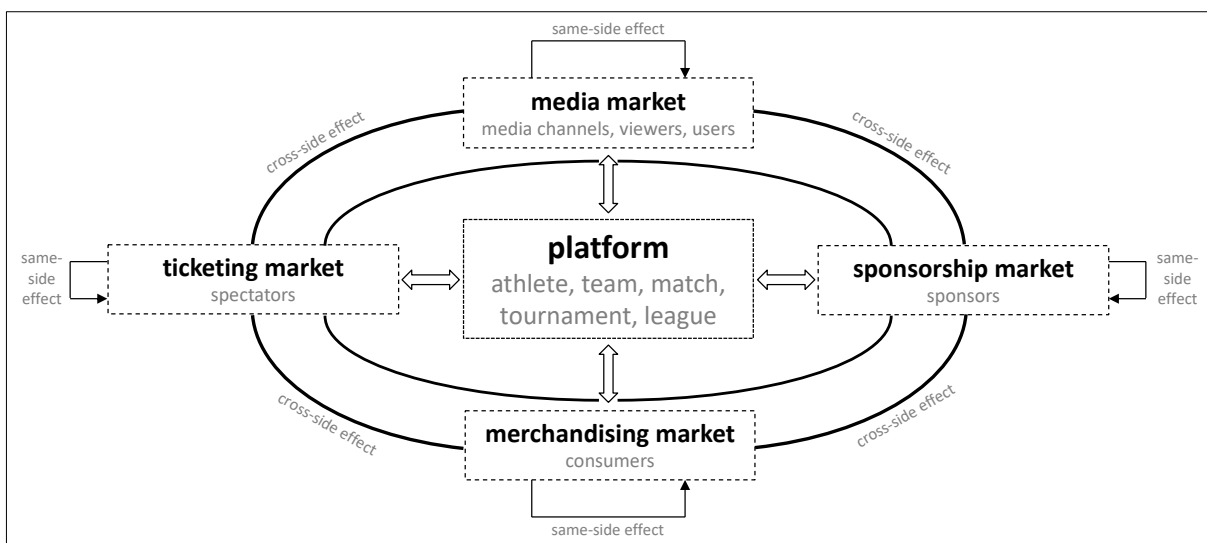 same-side effect
media market
media channels, viewers, users
cross-side effect
cross-side effect
platform
athlete, team, match,
tournament, league
ticketing market
spectators
same-
side
effect
sponsorship market
sponsors
same-
side
effect
cross-side effect
cross-side effect
merchandising market
consumers
same-side effect